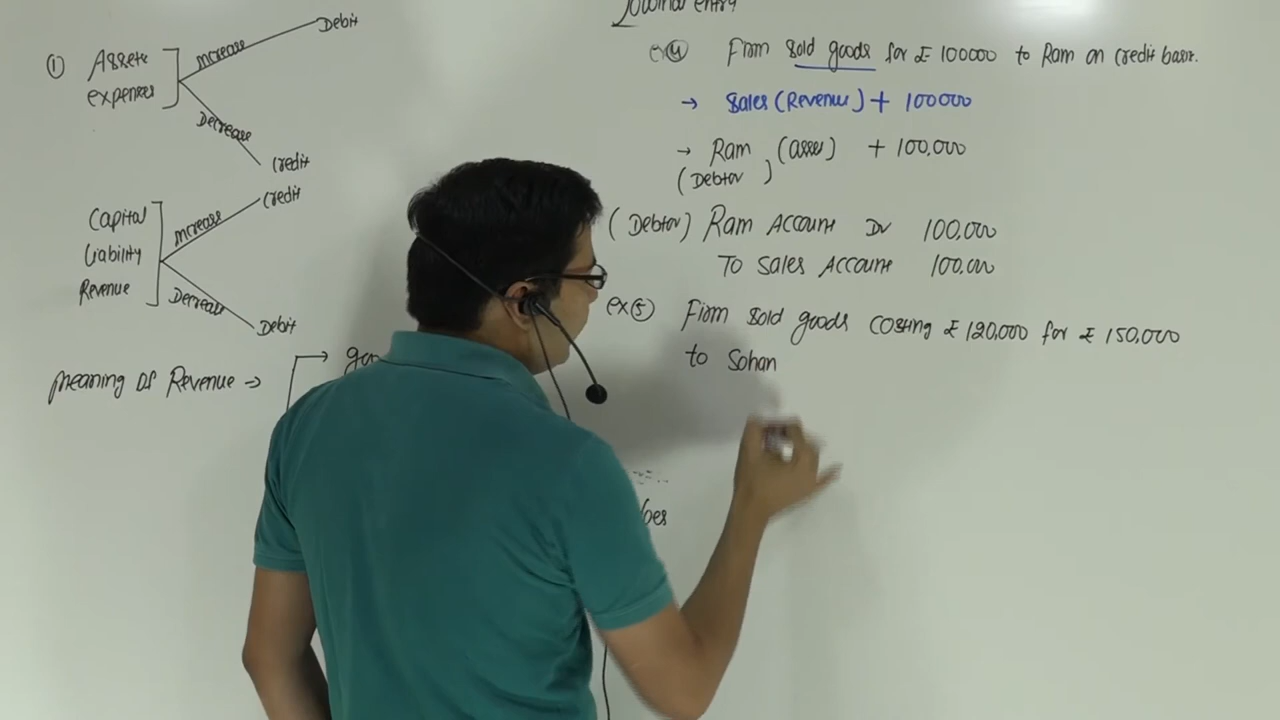 ① Assets
expenses
Increase
Debit
Decrease
Credit
Capital
Liability
Revenue
Increase
Credit
Decrease
Debit
meaning of Revenue →
Journal entry
ex④ Firm sold goods for £ 100000 to Ram on credit basis.
→ Sales (Revenue) + 100000
→ Ram (asset) + 100,000
(Debtor)
(Debtor) Ram Account Dr 100,000
To Sales Account 100,000
ex⑤ Firm sold goods costing £ 120,000 for £ 150,000
to Sohan